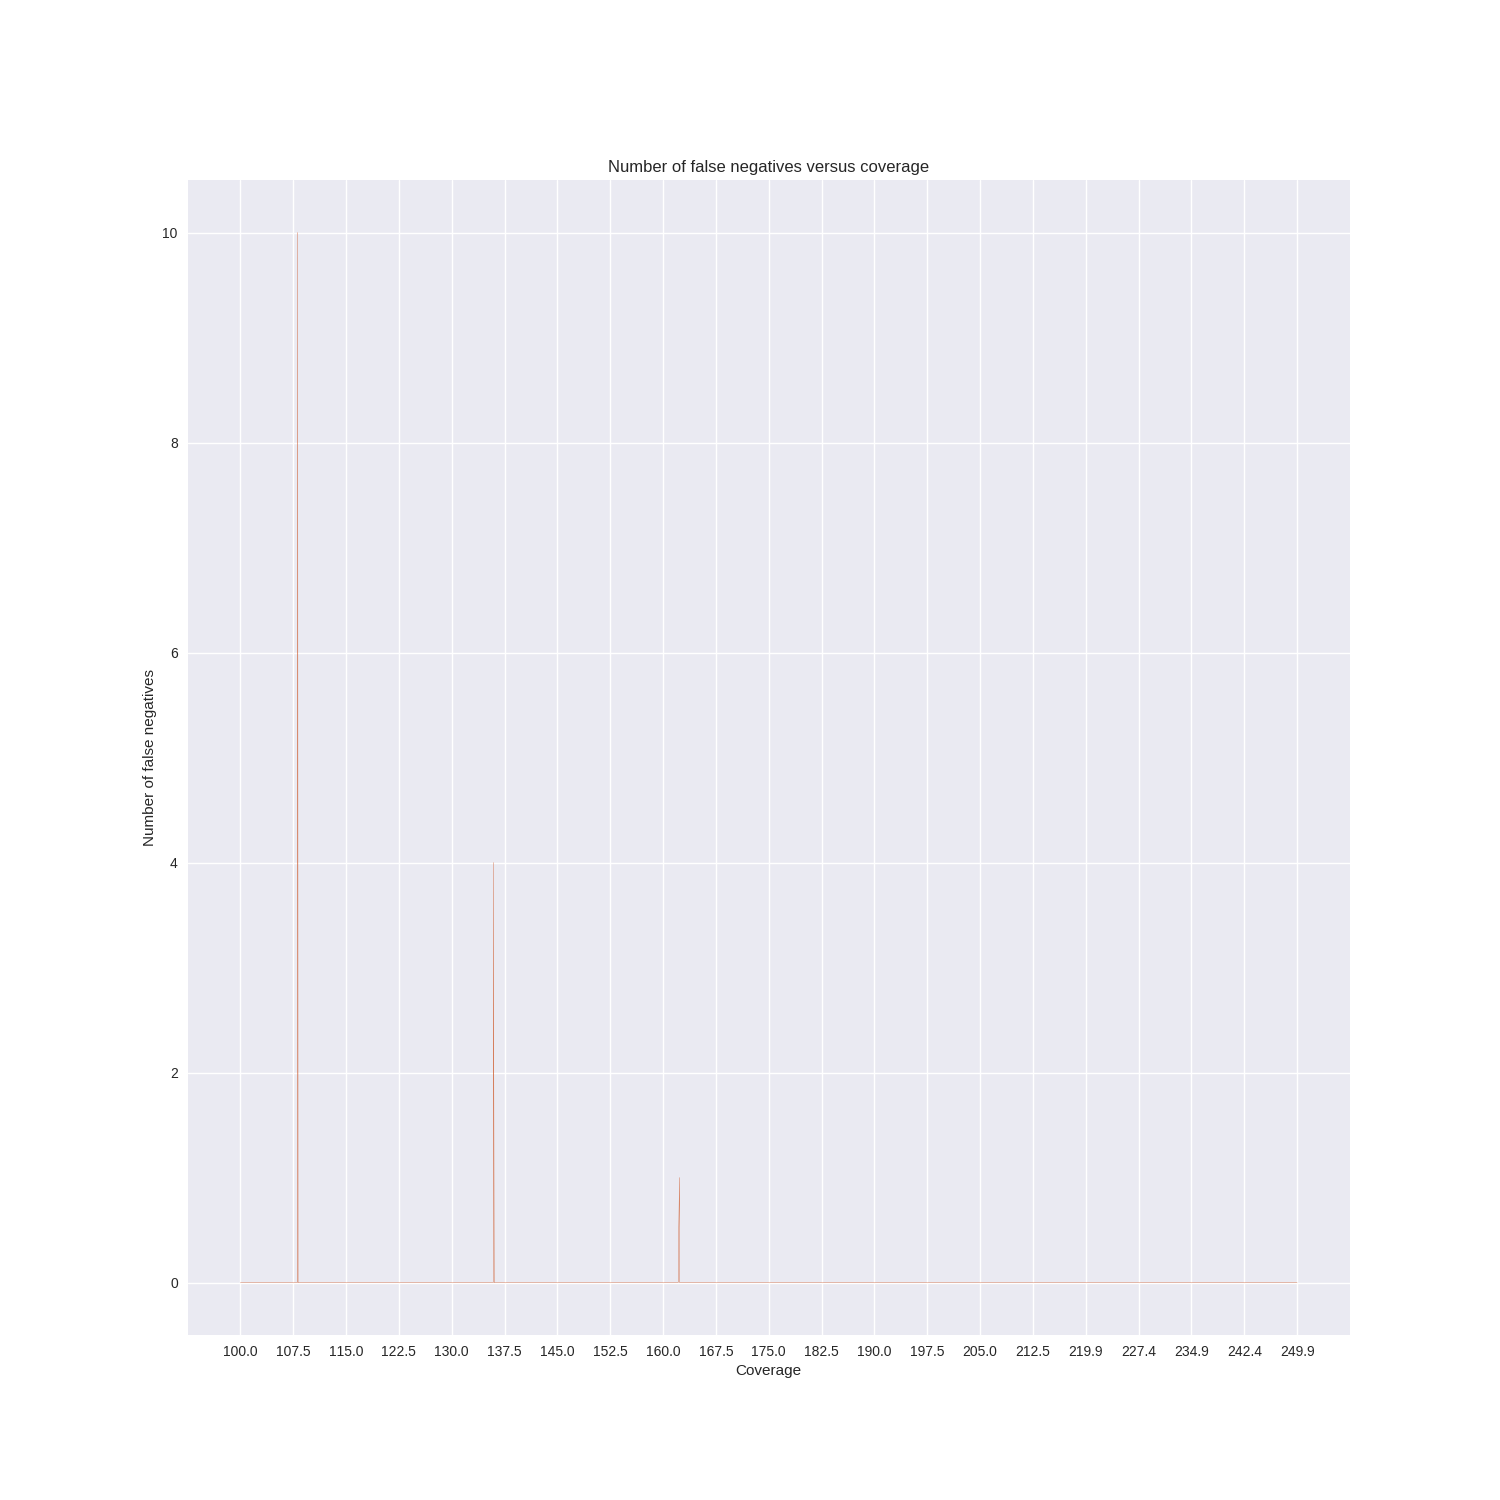 Number of false negatives versus coverage
10
8
6
4
2
0
Number of false negatives
100.0 107.5 115.0 122.5 130.0 137.5 145.0 152.5 160.0 167.5 175.0 182.5 190.0 197.5 205.0 212.5 219.9 227.4 234.9 242.4 249.9
Coverage